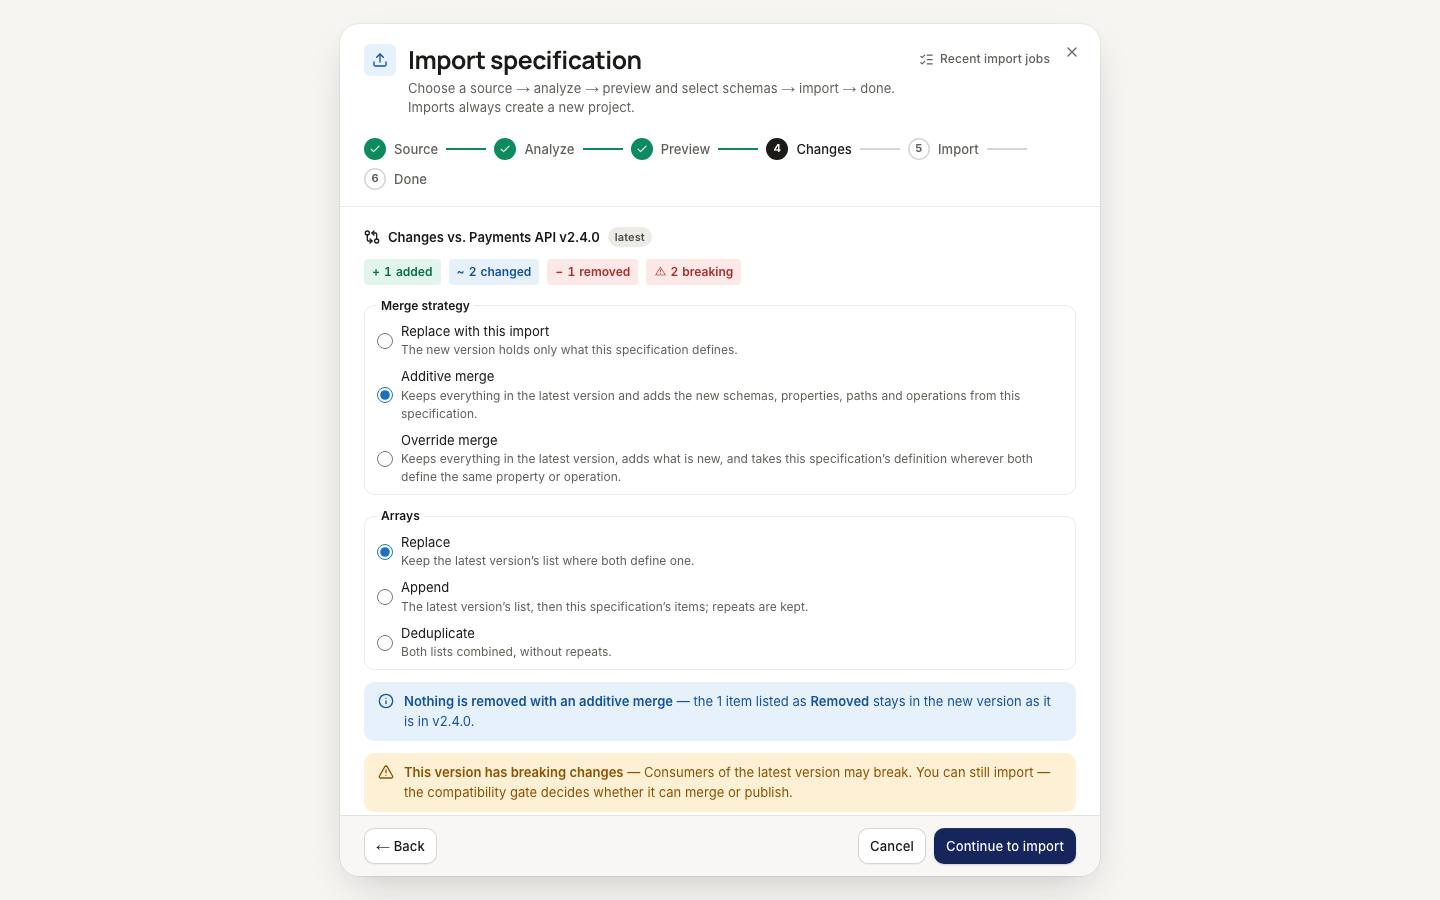 Import specification
Recent import jobs
Choose a source → analyze → preview and select schemas → import → done.
Imports always create a new project.
Source
Analyze
Preview
4 Changes
5 Import
6 Done
Changes vs. Payments API v2.4.0 latest
+ 1 added
~ 2 changed
− 1 removed
⚠ 2 breaking
Merge strategy
Replace with this import
The new version holds only what this specification defines.
Additive merge
Keeps everything in the latest version and adds the new schemas, properties, paths and operations from this
specification.
Override merge
Keeps everything in the latest version, adds what is new, and takes this specification’s definition wherever both
define the same property or operation.
Arrays
Replace
Keep the latest version’s list where both define one.
Append
The latest version’s list, then this specification’s items; repeats are kept.
Deduplicate
Both lists combined, without repeats.
Nothing is removed with an additive merge — the 1 item listed as Removed stays in the new version as it
is in v2.4.0.
This version has breaking changes — Consumers of the latest version may break. You can still import —
the compatibility gate decides whether it can merge or publish.
← Back
Cancel
Continue to import